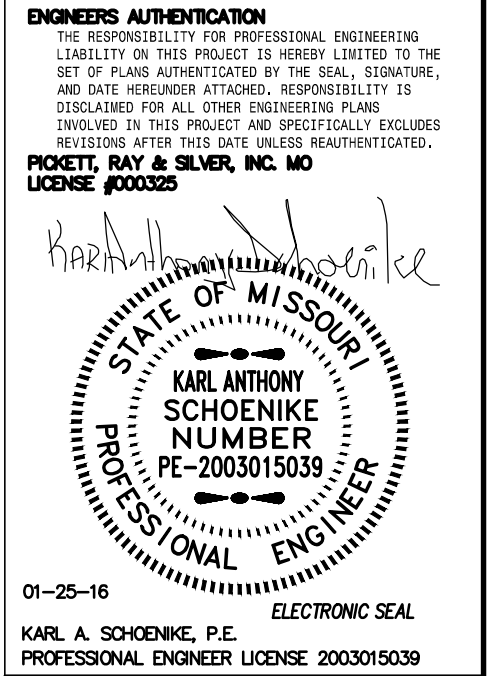 ENGINEERS AUTHENTICATION
THE RESPONSIBILITY FOR PROFESSIONAL ENGINEERING
LIABILITY ON THIS PROJECT IS HEREBY LIMITED TO THE
SET OF PLANS AUTHENTICATED BY THE SEAL, SIGNATURE,
AND DATE HEREUNDER ATTACHED. RESPONSIBILITY IS
DISCLAIMED FOR ALL OTHER ENGINEERING PLANS
INVOLVED IN THIS PROJECT AND SPECIFICALLY EXCLUDES
REVISIONS AFTER THIS DATE UNLESS REAUTHENTICATED.
PICKETT, RAY & SILVER, INC. MO
LICENSE #000325
Karl Anthony Schoenike
STATE OF MISSOURI
KARL ANTHONY
SCHOENIKE
NUMBER
PE-2003015039
PROFESSIONAL ENGINEER
01-25-16
ELECTRONIC SEAL
KARL A. SCHOENIKE, P.E.
PROFESSIONAL ENGINEER LICENSE 2003015039